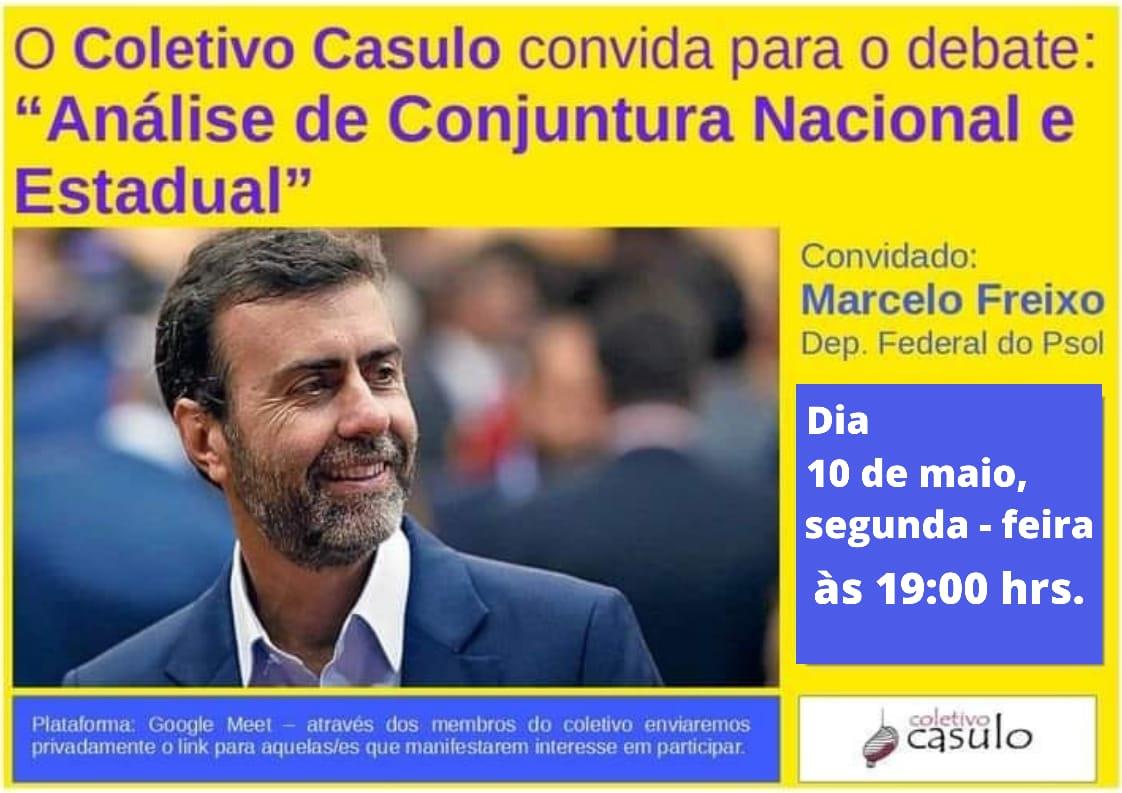 O Coletivo Casulo convida para o debate:
“Análise de Conjuntura Nacional e
Estadual”
Convidado:
Marcelo Freixo
Dep. Federal do Psol
Dia
10 de maio,
segunda - feira
às 19:00 hrs.
Plataforma: Google Meet – através dos membros do coletivo enviaremos
privadamente o link para aquelas/es que manifestarem interesse em participar.
coletivo
casulo